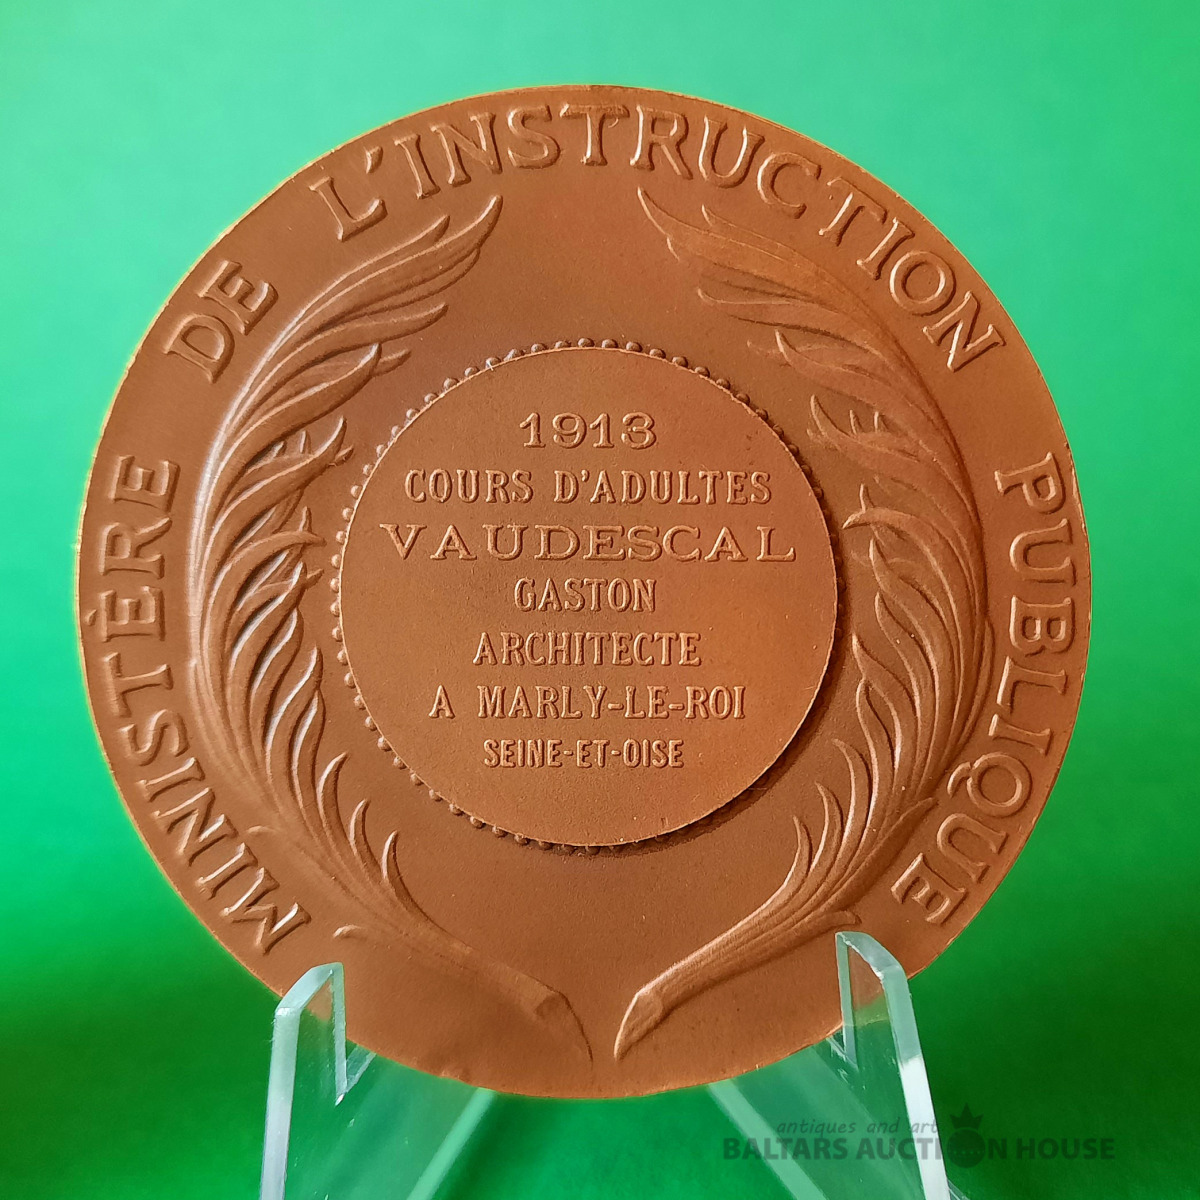 MINISTÈRE DE L'INSTRUCTION PUBLIQUE
1913
COURS D'ADULTES
VAUDESCAL
GASTON
ARCHITECTE
A MARLY-LE-ROI
SEINE-ET-OISE
antiques and art
BALTARS AUCTION HOUSE